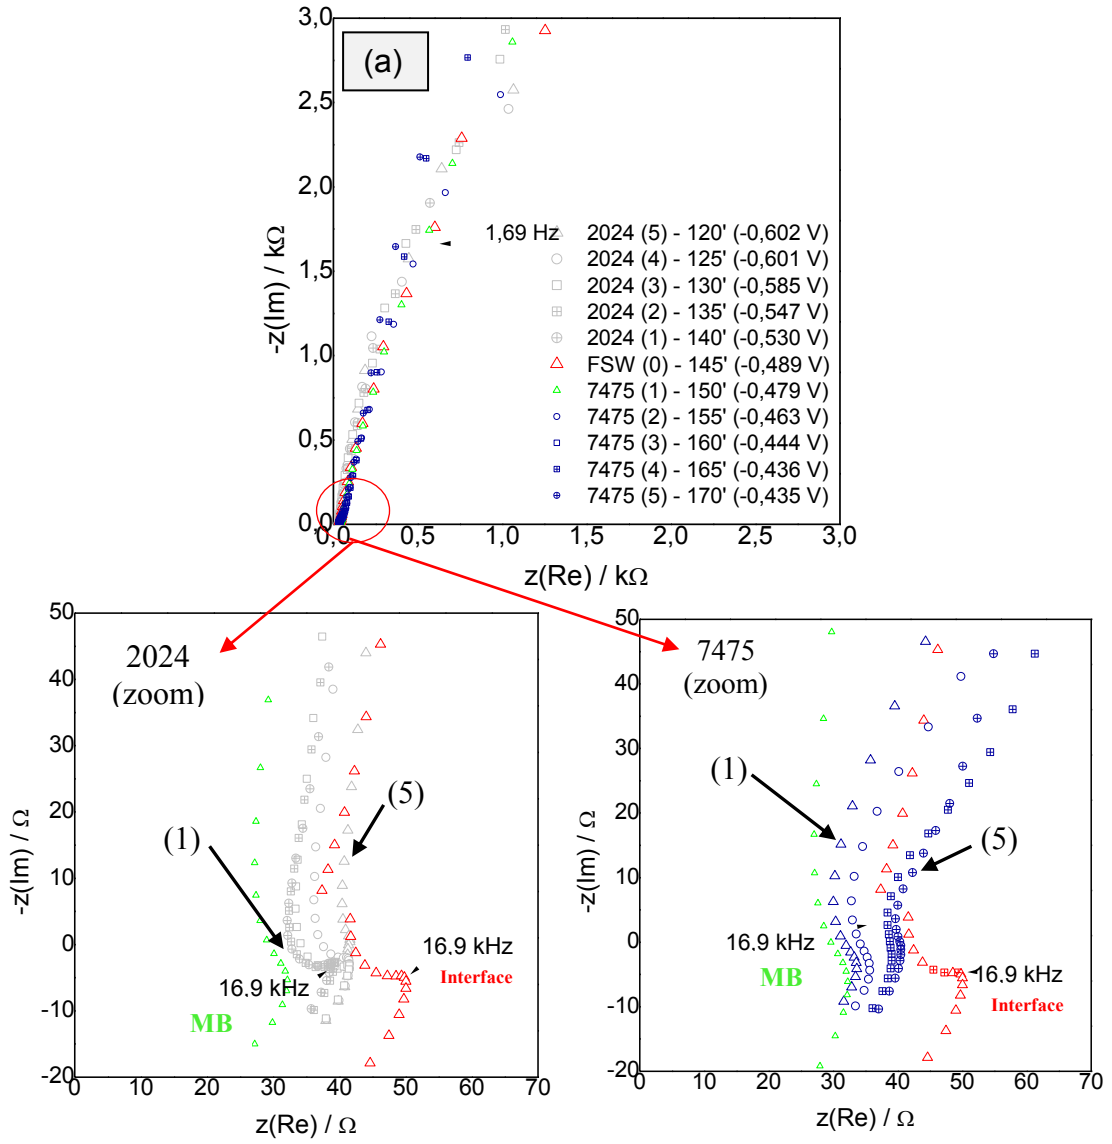 (a)
3,0
2,5
2,0
1,5
1,0
0,5
0,0
-z(Im) / kΩ
1,69 Hz
2024 (5) - 120' (-0,602 V)
2024 (4) - 125' (-0,601 V)
2024 (3) - 130' (-0,585 V)
2024 (2) - 135' (-0,547 V)
2024 (1) - 140' (-0,530 V)
FSW (0) - 145' (-0,489 V)
7475 (1) - 150' (-0,479 V)
7475 (2) - 155' (-0,463 V)
7475 (3) - 160' (-0,444 V)
7475 (4) - 165' (-0,436 V)
7475 (5) - 170' (-0,435 V)
0,0 0,5 1,0 1,5 2,0 2,5 3,0
z(Re) / kΩ
2024
(zoom)
50
40
30
20
10
0
-10
-20
-z(Im) / Ω
(1)
(5)
16,9 kHz
16,9 kHz
Interface
MB
0 10 20 30 40 50 60 70
z(Re) / Ω
7475
(zoom)
50
40
30
20
10
0
-10
-20
-z(Im) / Ω
(1)
(5)
16,9 kHz
16,9 kHz
MB
Interface
0 10 20 30 40 50 60 70
z(Re) / Ω